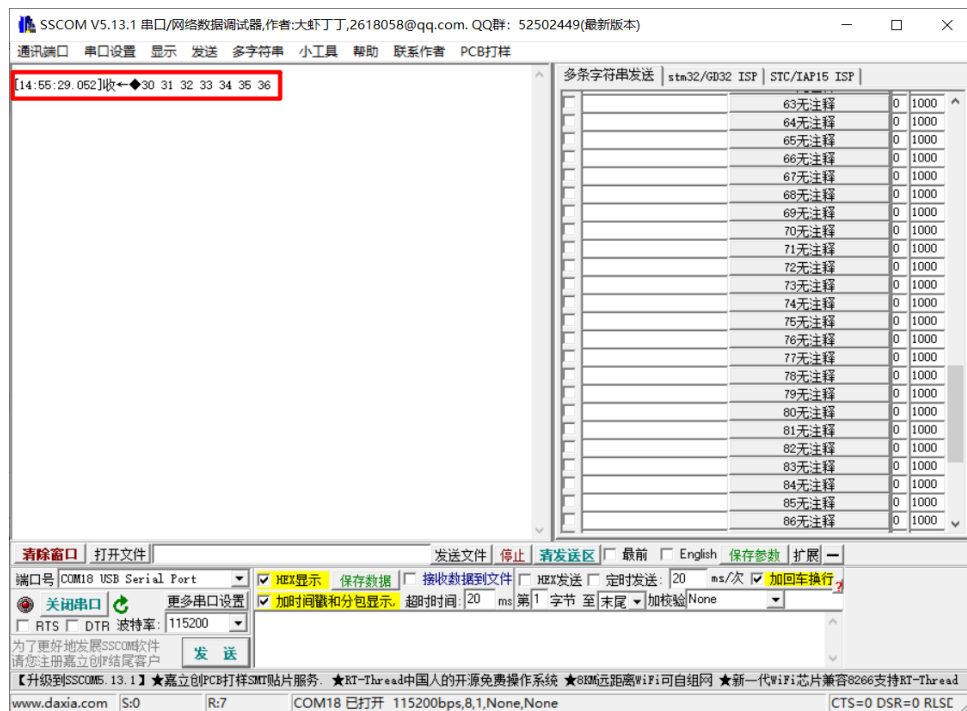 SSCOM V5.13.1 串口/网络数据调试器,作者:大虾丁丁,2618058@qq.com. QQ群: 52502449(最新版本)
通讯端口 串口设置 显示 发送 多字符串 小工具 帮助 联系作者 PCB打样
[14:55:29.052]收←◆30 31 32 33 34 35 36
多条字符串发送 stm32/GD32 ISP STC/IAP15 ISP
63无注释 0 1000
64无注释 0 1000
65无注释 0 1000
66无注释 0 1000
67无注释 0 1000
68无注释 0 1000
69无注释 0 1000
70无注释 0 1000
71无注释 0 1000
72无注释 0 1000
73无注释 0 1000
74无注释 0 1000
75无注释 0 1000
76无注释 0 1000
77无注释 0 1000
78无注释 0 1000
79无注释 0 1000
80无注释 0 1000
81无注释 0 1000
82无注释 0 1000
83无注释 0 1000
84无注释 0 1000
85无注释 0 1000
86无注释 0 1000
清除窗口 打开文件 发送文件 停止 清发送区 最前 English 保存参数 扩展 —
端口号 COM18 USB Serial Port HEX显示 保存数据 接收数据到文件 HEX发送 定时发送: 20 ms/次 加回车换行 ?
关闭串口 更多串口设置 加时间戳和分包显示, 超时时间: 20 ms 第 1 字节 至 末尾 加校验 None
RTS DTR 波特率: 115200
为了更好地发展SSCOM软件
请您注册嘉立创F结尾客户
发 送
【升级到SSCOM5.13.1】★嘉立创PCB打样SMT贴片服务. ★RT-Thread中国人的开源免费操作系统 ★8KM远距离WiFi可自组网 ★新一代WiFi芯片兼容8266支持RT-Thread
www.daxia.com S:0 R:7 COM18 已打开 115200bps,8,1,None,None CTS=0 DSR=0 RLSD